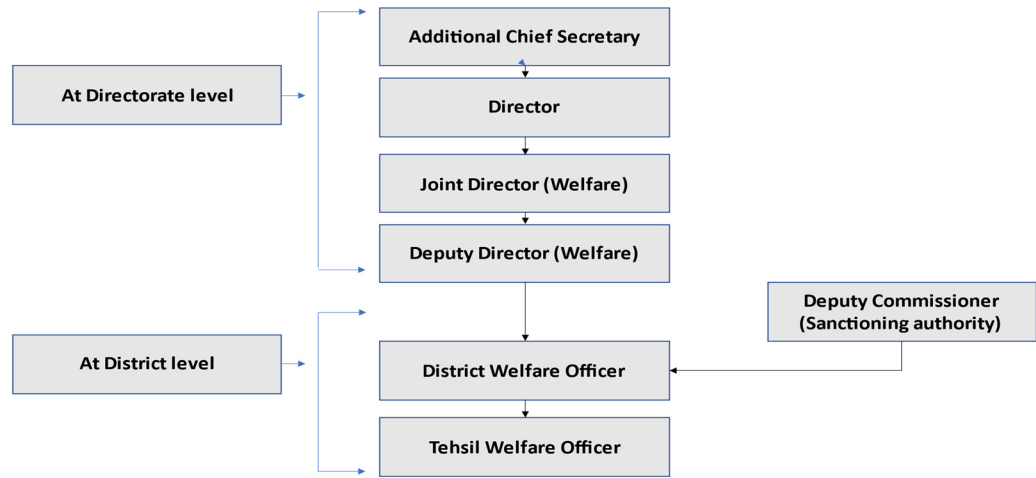 Additional Chief Secretary
At Directorate level
Director
Joint Director (Welfare)
Deputy Director (Welfare)
Deputy Commissioner
(Sanctioning authority)
At District level
District Welfare Officer
Tehsil Welfare Officer